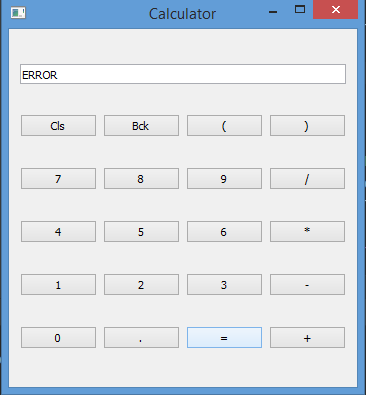 Calculator
ERROR
Cls Bck ( )
7 8 9 /
4 5 6 *
1 2 3 -
0 . = +